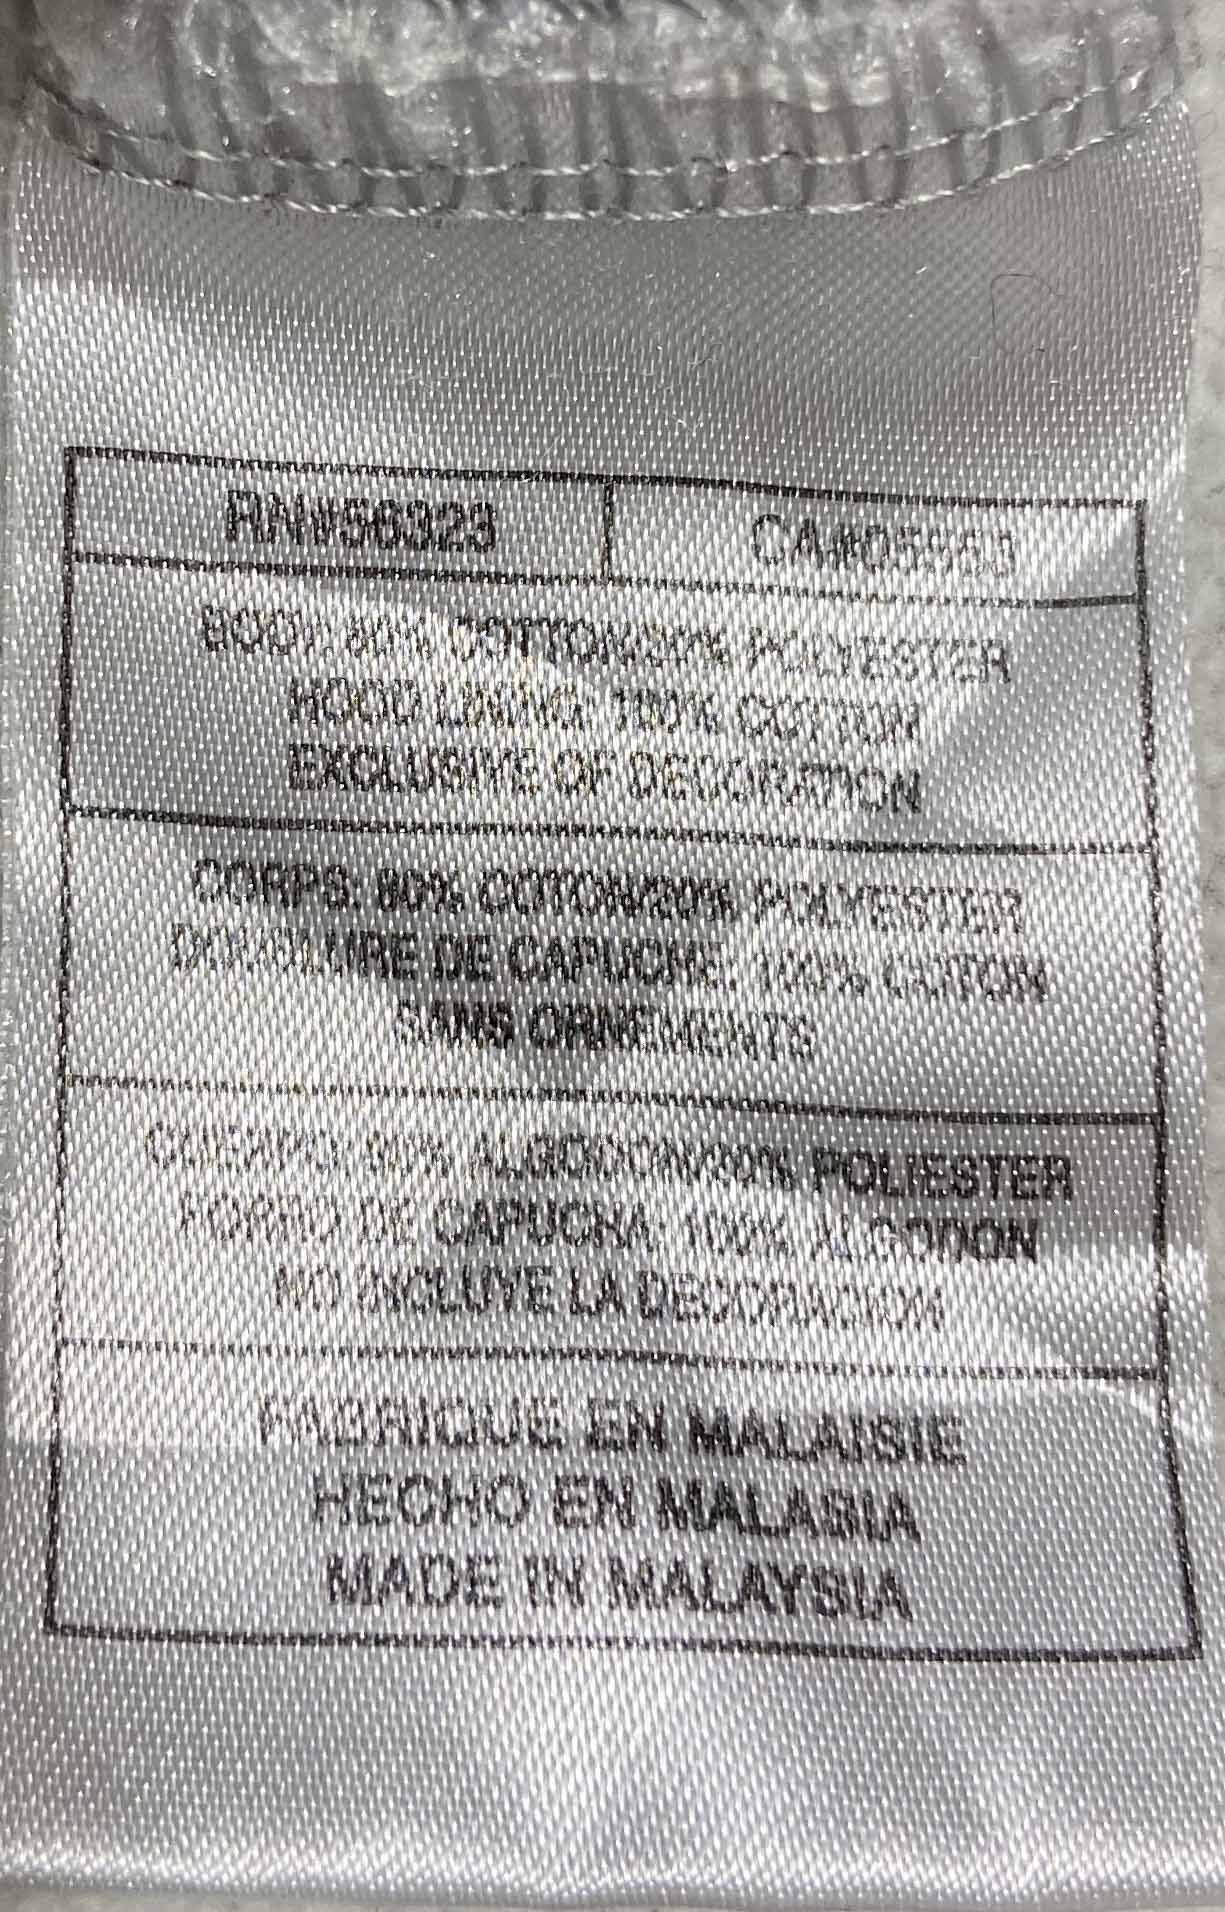 RN#56323 CA#05553
BODY: 80% COTTON/20% POLYESTER
HOOD LINING: 100% COTTON
EXCLUSIVE OF DECORATION
CORPS: 80% COTON/20% POLYESTER
DOUBLURE DE CAPUCHE: 100% COTON
SANS ORNEMENTS
CUERPO: 80% ALGODON/20% POLIESTER
FORRO DE CAPUCHA: 100% ALGODON
NO INCLUYE LA DECORACION
FABRIQUE EN MALAISIE
HECHO EN MALASIA
MADE IN MALAYSIA